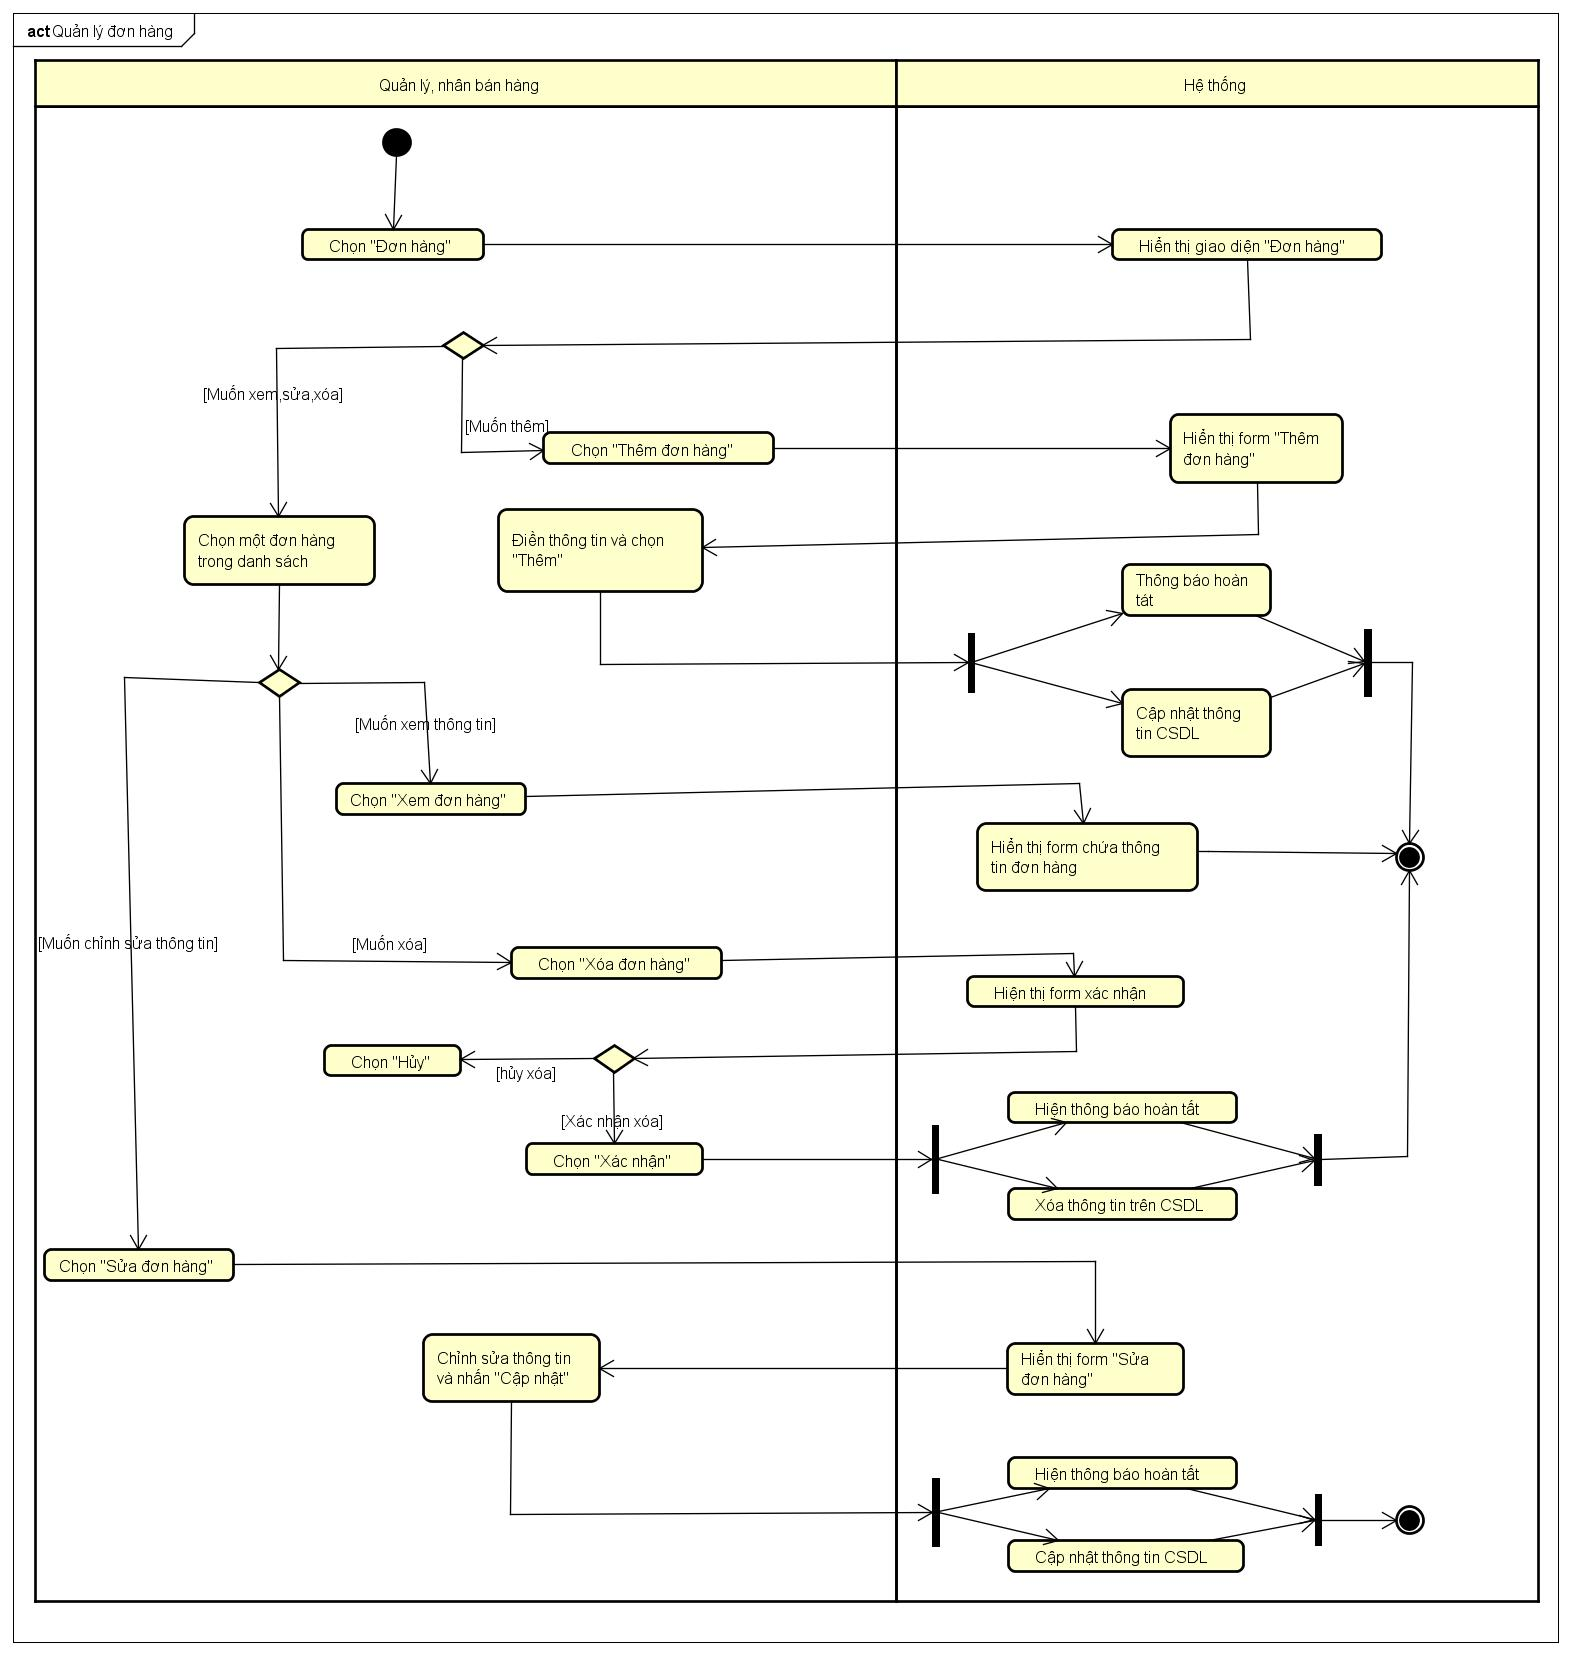 act Quản lý đơn hàng
Quản lý, nhân bán hàng
Hệ thống
Chọn "Đơn hàng"
Hiển thị giao diện "Đơn hàng"
[Muốn xem,sửa,xóa]
[Muốn thêm]
Chọn "Thêm đơn hàng"
Hiển thị form "Thêm
đơn hàng"
Chọn một đơn hàng
trong danh sách
Điền thông tin và chọn
"Thêm"
Thông báo hoàn
tát
Cập nhật thông
tin CSDL
[Muốn xem thông tin]
Chọn "Xem đơn hàng"
Hiển thị form chứa thông
tin đơn hàng
[Muốn chỉnh sửa thông tin]
[Muốn xóa]
Chọn "Xóa đơn hàng"
Hiện thị form xác nhận
Chọn "Hủy"
[hủy xóa]
[Xác nhận xóa]
Chọn "Xác nhận"
Hiện thông báo hoàn tất
Xóa thông tin trên CSDL
Chọn "Sửa đơn hàng"
Chỉnh sửa thông tin
và nhấn "Cập nhật"
Hiển thị form "Sửa
đơn hàng"
Hiện thông báo hoàn tất
Cập nhật thông tin CSDL